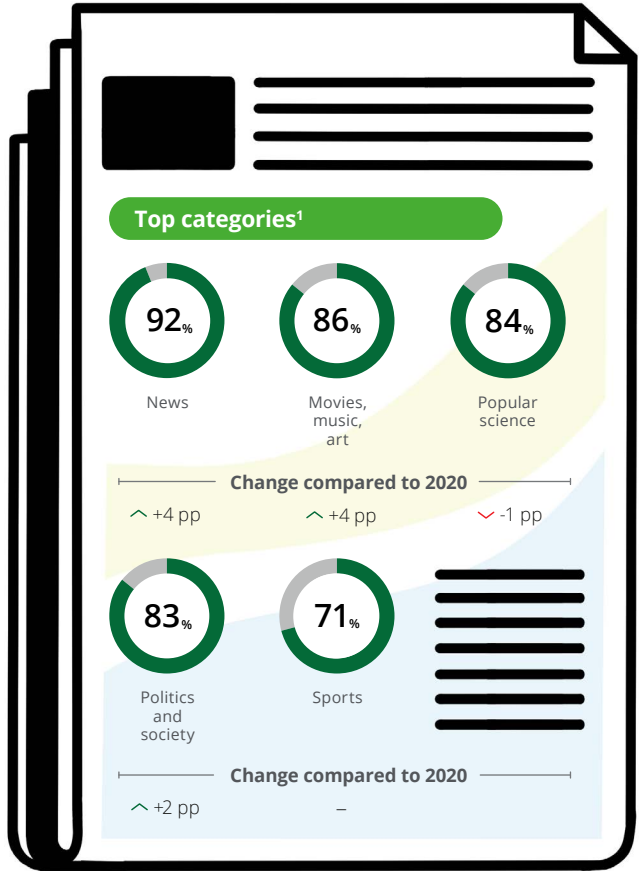 Top categories¹
92%
86%
84%
News
Movies,
music,
art
Popular
science
Change compared to 2020
+4 pp
+4 pp
-1 pp
83%
71%
Politics
and
society
Sports
Change compared to 2020
+2 pp
–